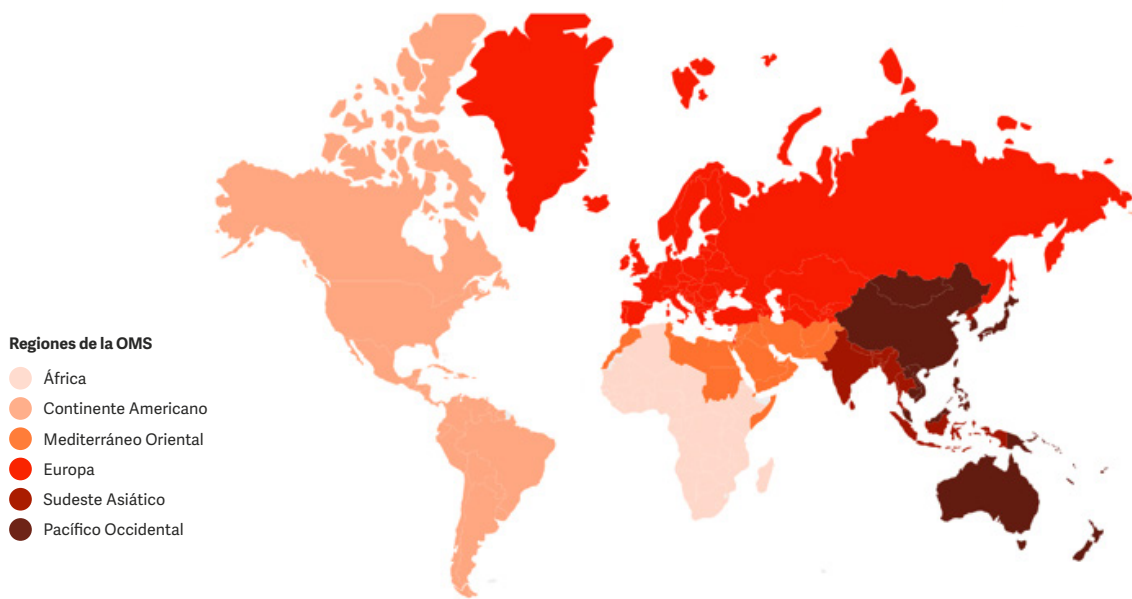 Regiones de la OMS
África
Continente Americano
Mediterráneo Oriental
Europa
Sudeste Asiático
Pacífico Occidental